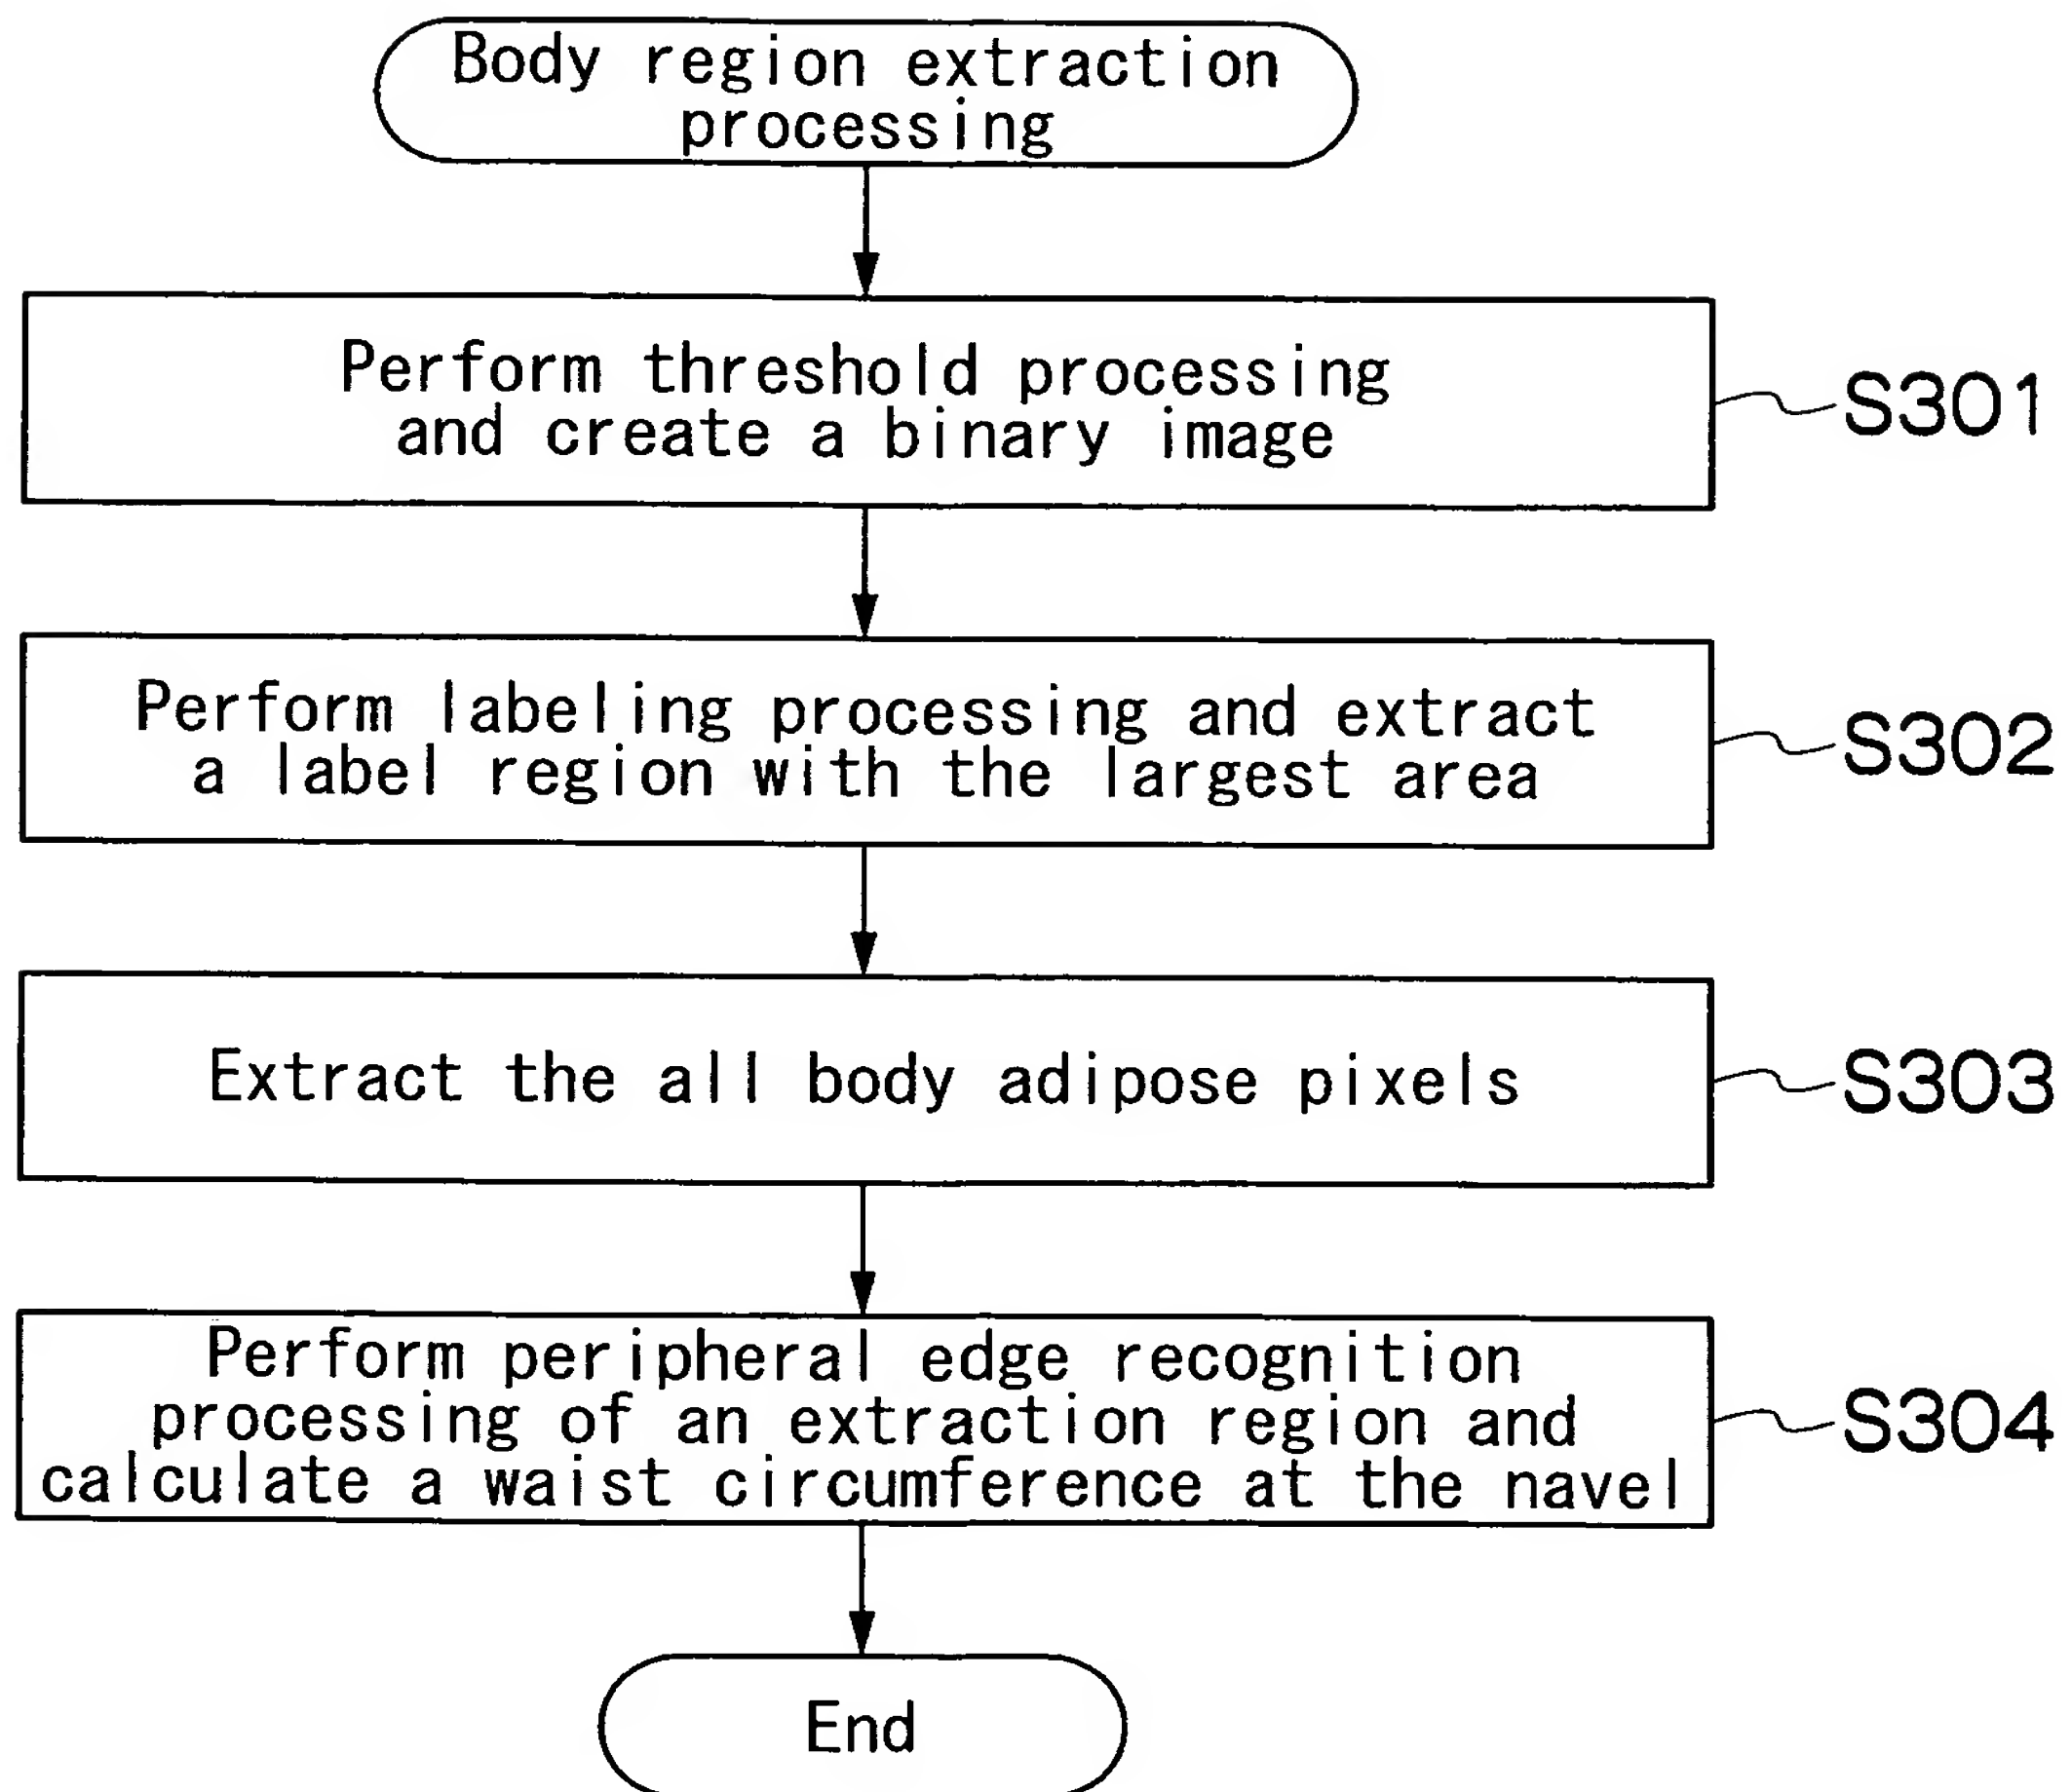 Body region extraction
processing
Perform threshold processing
and create a binary image
S301
Perform labeling processing and extract
a label region with the largest area
S302
Extract the all body adipose pixels
S303
Perform peripheral edge recognition
processing of an extraction region and
calculate a waist circumference at the navel
S304
End